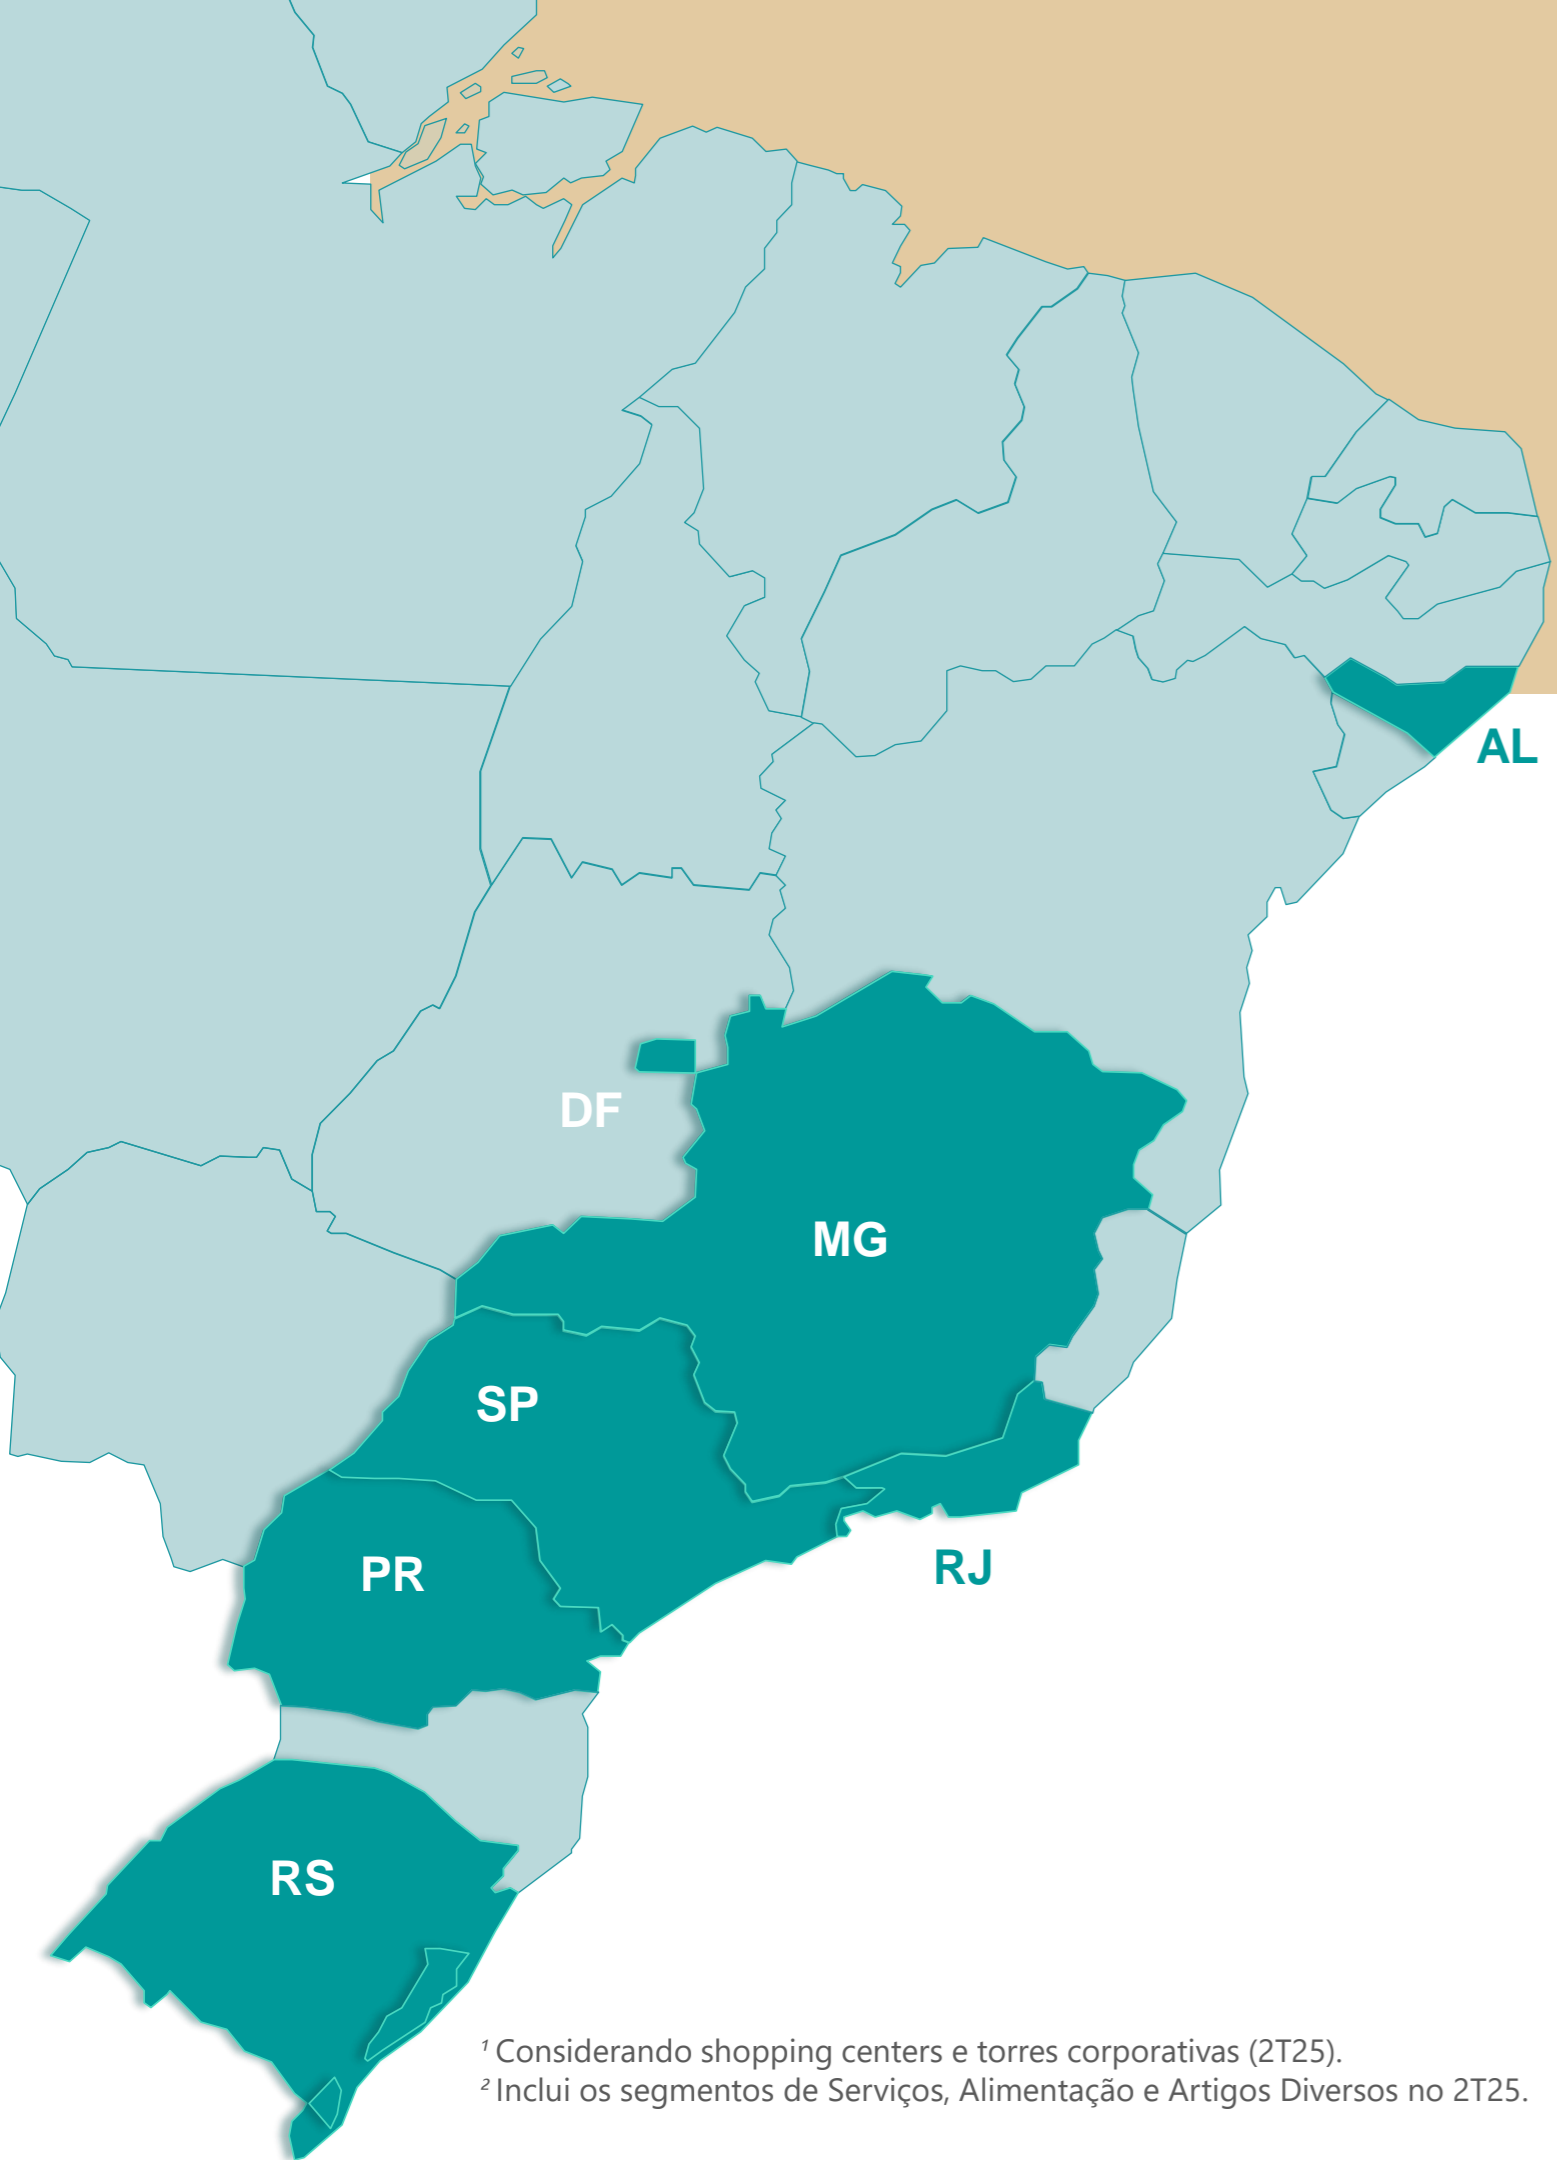 AL
DF
MG
SP
RJ
PR
RS
¹ Considerando shopping centers e torres corporativas (2T25).
² Inclui os segmentos de Serviços, Alimentação e Artigos Diversos no 2T25.